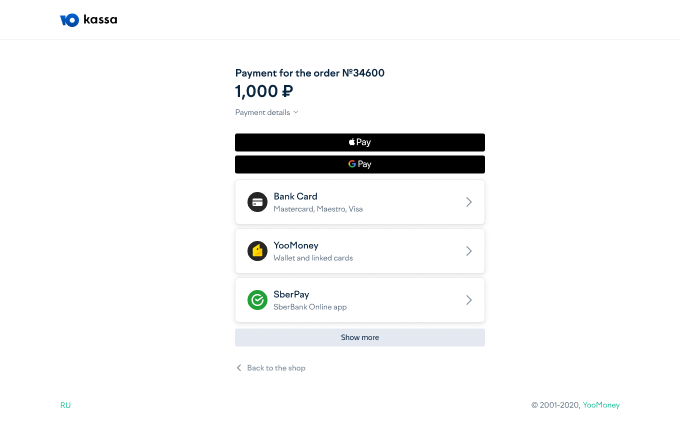 ЮO kassa
Payment for the order №34600
1,000 ₽
Payment details
Pay
G Pay
Bank Card
Mastercard, Maestro, Visa
YooMoney
Wallet and linked cards
SberPay
SberBank Online app
Show more
Back to the shop
RU
© 2001-2020, YooMoney